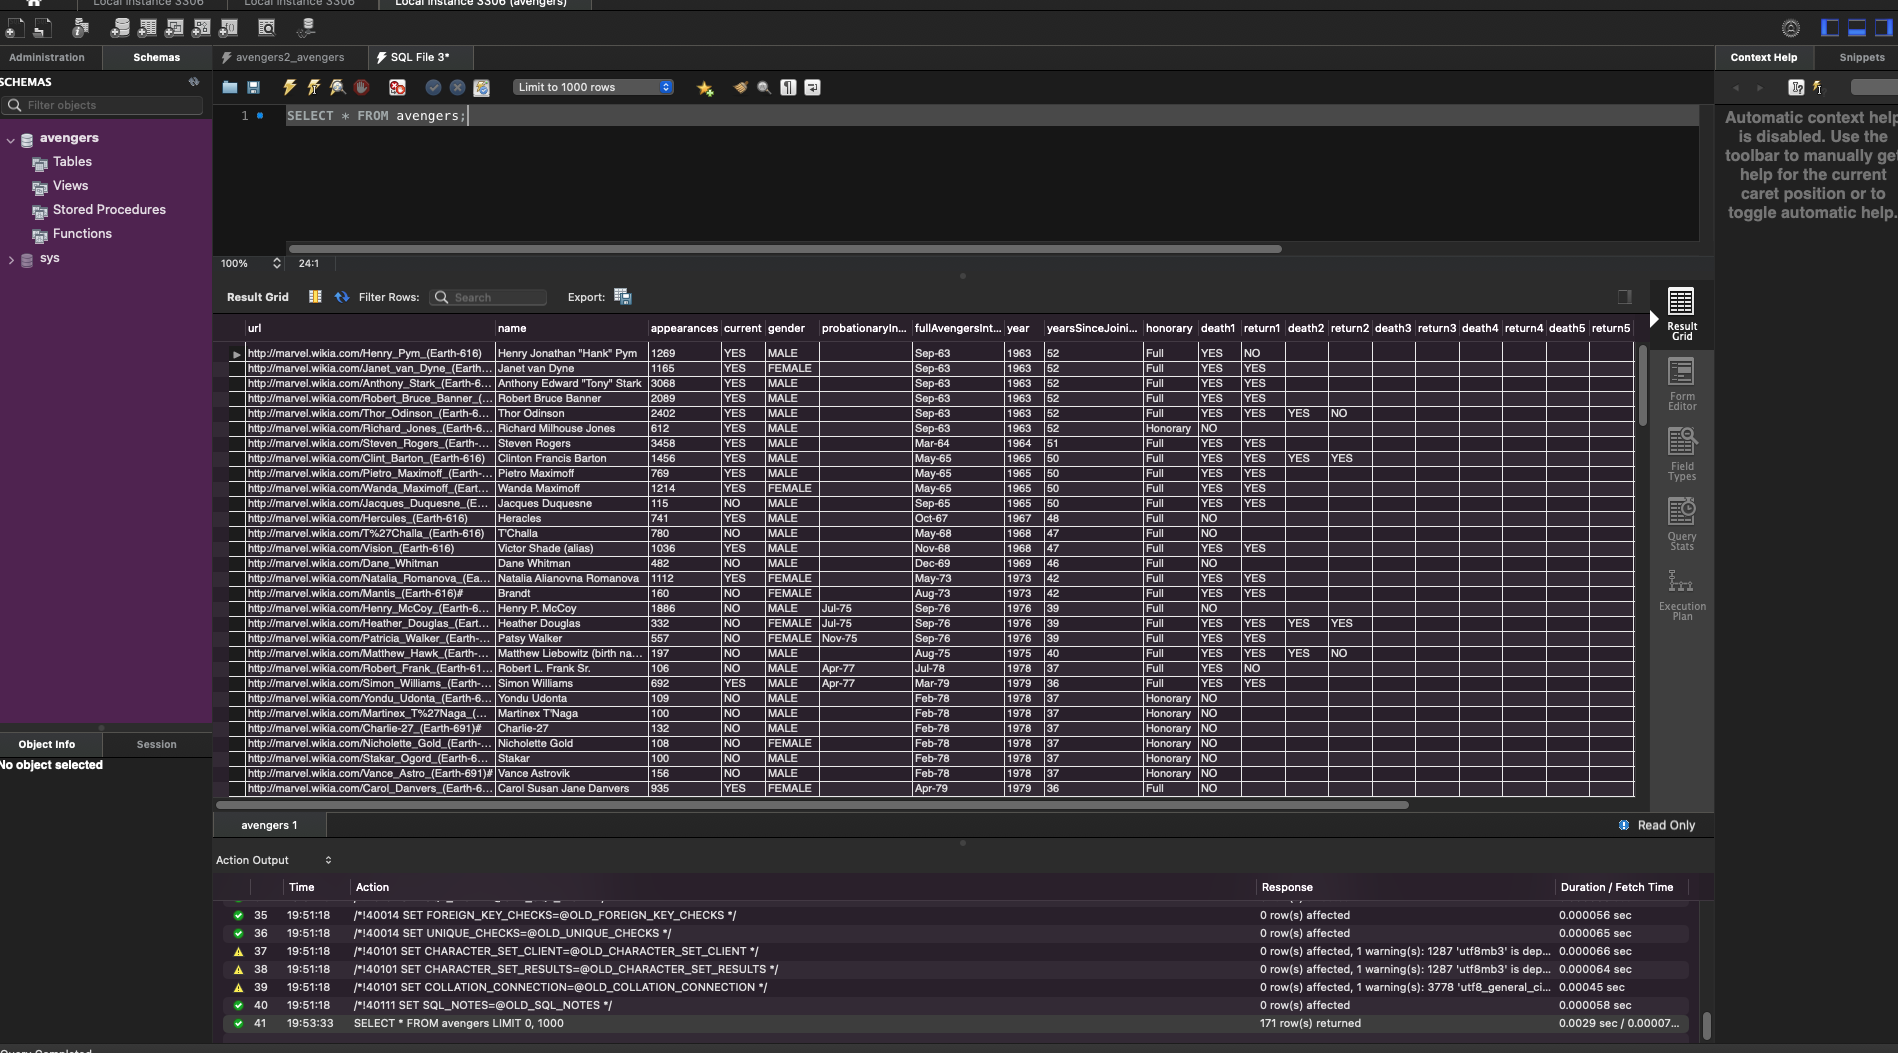 Local instance 3306 Local instance 3306 Local instance 3306 (avengers)
Administration Schemas avengers2_avengers SQL File 3* Context Help Snippets
SCHEMAS
Filter objects
Limit to 1000 rows
1 SELECT * FROM avengers;
Automatic context help
is disabled. Use the
toolbar to manually get
help for the current
caret position or to
toggle automatic help.
avengers
Tables
Views
Stored Procedures
Functions
sys
100% 24:1
Result Grid Filter Rows: Search Export:
url name appearances current gender probationaryIn... fullAvengersInt... year yearsSinceJoini... honorary death1 return1 death2 return2 death3 return3 death4 return4 death5 return5
http://marvel.wikia.com/Henry_Pym_(Earth-616) Henry Jonathan "Hank" Pym 1269 YES MALE Sep-63 1963 52 Full YES NO
http://marvel.wikia.com/Janet_van_Dyne_(Earth... Janet van Dyne 1165 YES FEMALE Sep-63 1963 52 Full YES YES
http://marvel.wikia.com/Anthony_Stark_(Earth-6... Anthony Edward "Tony" Stark 3068 YES MALE Sep-63 1963 52 Full YES YES
http://marvel.wikia.com/Robert_Bruce_Banner_(... Robert Bruce Banner 2089 YES MALE Sep-63 1963 52 Full YES YES
http://marvel.wikia.com/Thor_Odinson_(Earth-6... Thor Odinson 2402 YES MALE Sep-63 1963 52 Full YES YES YES NO
http://marvel.wikia.com/Richard_Jones_(Earth-6... Richard Milhouse Jones 612 YES MALE Sep-63 1963 52 Honorary NO
http://marvel.wikia.com/Steven_Rogers_(Earth-... Steven Rogers 3458 YES MALE Mar-64 1964 51 Full YES YES
http://marvel.wikia.com/Clint_Barton_(Earth-616) Clinton Francis Barton 1456 YES MALE May-65 1965 50 Full YES YES YES YES
http://marvel.wikia.com/Pietro_Maximoff_(Earth-... Pietro Maximoff 769 YES MALE May-65 1965 50 Full YES YES
http://marvel.wikia.com/Wanda_Maximoff_(Eart... Wanda Maximoff 1214 YES FEMALE May-65 1965 50 Full YES YES
http://marvel.wikia.com/Jacques_Duquesne_(E... Jacques Duquesne 115 NO MALE Sep-65 1965 50 Full YES YES
http://marvel.wikia.com/Hercules_(Earth-616) Heracles 741 YES MALE Oct-67 1967 48 Full NO
http://marvel.wikia.com/T%27Challa_(Earth-616) T'Challa 780 NO MALE May-68 1968 47 Full NO
http://marvel.wikia.com/Vision_(Earth-616) Victor Shade (alias) 1036 YES MALE Nov-68 1968 47 Full YES YES
http://marvel.wikia.com/Dane_Whitman Dane Whitman 482 NO MALE Dec-69 1969 46 Full NO
http://marvel.wikia.com/Natalia_Romanova_(Ea... Natalia Alianovna Romanova 1112 YES FEMALE May-73 1973 42 Full YES YES
http://marvel.wikia.com/Mantis_(Earth-616)# Brandt 160 NO FEMALE Aug-73 1973 42 Full YES YES
http://marvel.wikia.com/Henry_McCoy_(Earth-6... Henry P. McCoy 1886 NO MALE Jul-75 Sep-76 1976 39 Full NO
http://marvel.wikia.com/Heather_Douglas_(Eart... Heather Douglas 332 NO FEMALE Jul-75 Sep-76 1976 39 Full YES YES YES YES
http://marvel.wikia.com/Patricia_Walker_(Earth-... Patsy Walker 557 NO FEMALE Nov-75 Sep-76 1976 39 Full YES YES
http://marvel.wikia.com/Matthew_Hawk_(Earth-... Matthew Liebowitz (birth na... 197 NO MALE Aug-75 1975 40 Full YES YES YES NO
http://marvel.wikia.com/Robert_Frank_(Earth-61... Robert L. Frank Sr. 106 NO MALE Apr-77 Jul-78 1978 37 Full YES NO
http://marvel.wikia.com/Simon_Williams_(Earth-... Simon Williams 692 YES MALE Apr-77 Mar-79 1979 36 Full YES YES
http://marvel.wikia.com/Yondu_Udonta_(Earth-6... Yondu Udonta 109 NO MALE Feb-78 1978 37 Honorary NO
http://marvel.wikia.com/Martinex_T%27Naga_(... Martinex T'Naga 100 NO MALE Feb-78 1978 37 Honorary NO
http://marvel.wikia.com/Charlie-27_(Earth-691)# Charlie-27 132 NO MALE Feb-78 1978 37 Honorary NO
http://marvel.wikia.com/Nicholette_Gold_(Earth-... Nicholette Gold 108 NO FEMALE Feb-78 1978 37 Honorary NO
http://marvel.wikia.com/Stakar_Ogord_(Earth-6... Stakar 100 NO MALE Feb-78 1978 37 Honorary NO
http://marvel.wikia.com/Vance_Astro_(Earth-691)# Vance Astrovik 156 NO MALE Feb-78 1978 37 Honorary NO
http://marvel.wikia.com/Carol_Danvers_(Earth-6... Carol Susan Jane Danvers 935 YES FEMALE Apr-79 1979 36 Full NO
Result
Grid
Form
Editor
Field
Types
Query
Stats
Execution
Plan
Object Info Session
No object selected
avengers 1 Read Only
Action Output
Time Action Response Duration / Fetch Time
35 19:51:18 /*!40014 SET FOREIGN_KEY_CHECKS=@OLD_FOREIGN_KEY_CHECKS */ 0 row(s) affected 0.000056 sec
36 19:51:18 /*!40014 SET UNIQUE_CHECKS=@OLD_UNIQUE_CHECKS */ 0 row(s) affected 0.000065 sec
37 19:51:18 /*!40101 SET CHARACTER_SET_CLIENT=@OLD_CHARACTER_SET_CLIENT */ 0 row(s) affected, 1 warning(s): 1287 'utf8mb3' is dep... 0.000066 sec
38 19:51:18 /*!40101 SET CHARACTER_SET_RESULTS=@OLD_CHARACTER_SET_RESULTS */ 0 row(s) affected, 1 warning(s): 1287 'utf8mb3' is dep... 0.000064 sec
39 19:51:18 /*!40101 SET COLLATION_CONNECTION=@OLD_COLLATION_CONNECTION */ 0 row(s) affected, 1 warning(s): 3778 'utf8_general_ci... 0.00045 sec
40 19:51:18 /*!40111 SET SQL_NOTES=@OLD_SQL_NOTES */ 0 row(s) affected 0.000058 sec
41 19:53:33 SELECT * FROM avengers LIMIT 0, 1000 171 row(s) returned 0.0029 sec / 0.00007...
Query Completed